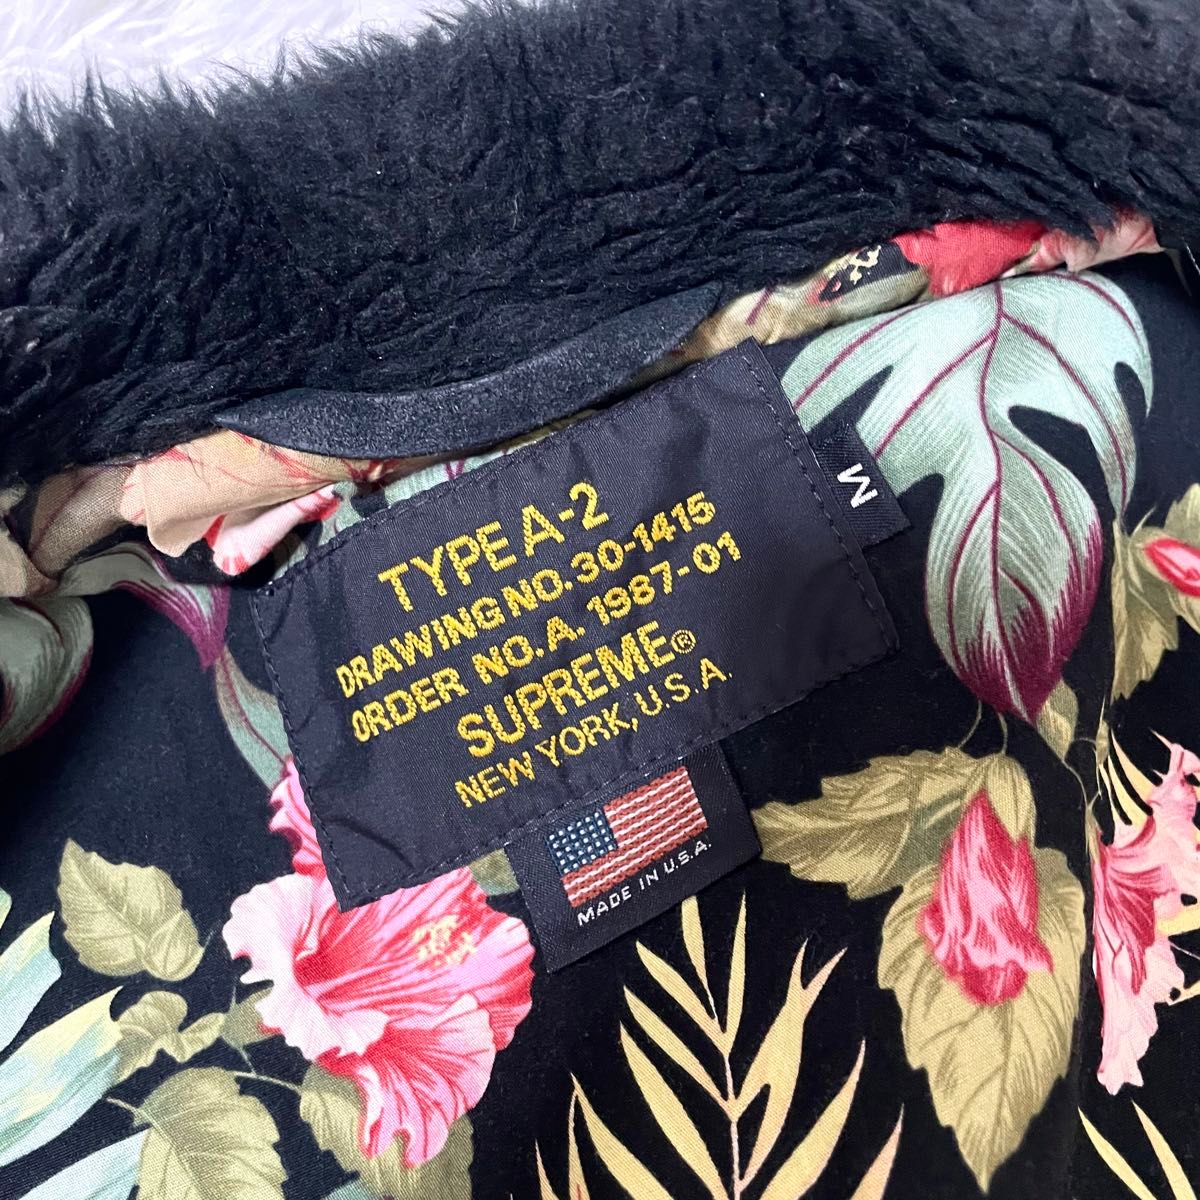 TYPE A-2
DRAWING NO. 30-1415
ORDER NO. A. 1987-01
SUPREME®
NEW YORK, U.S.A.
M
MADE IN U.S.A.